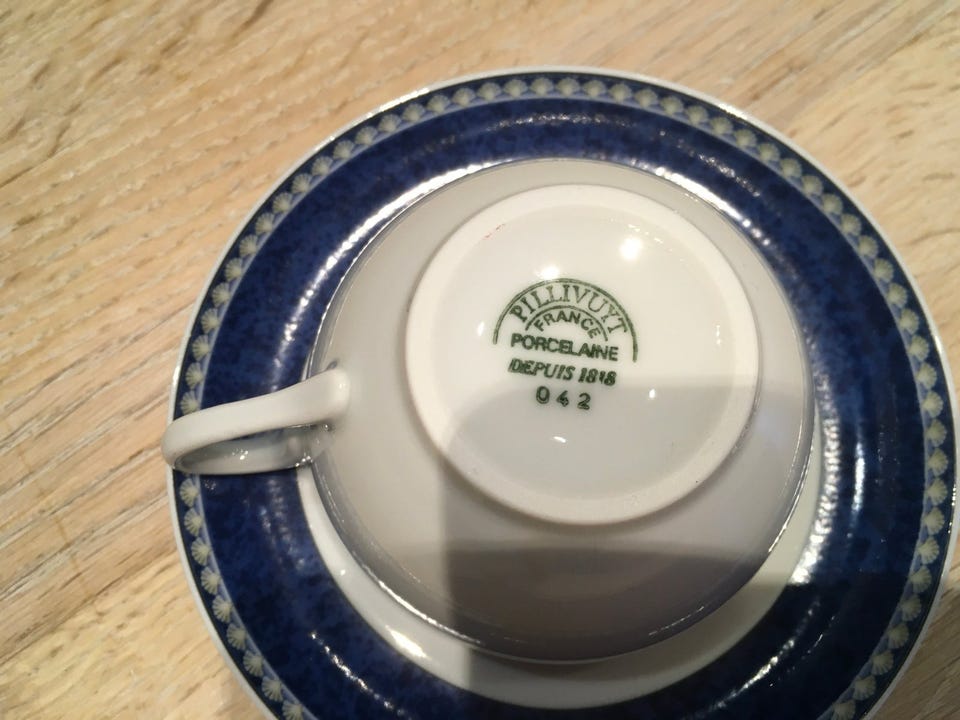 PILLIVUYT
FRANCE
PORCELAINE
DEPUIS 1818
042